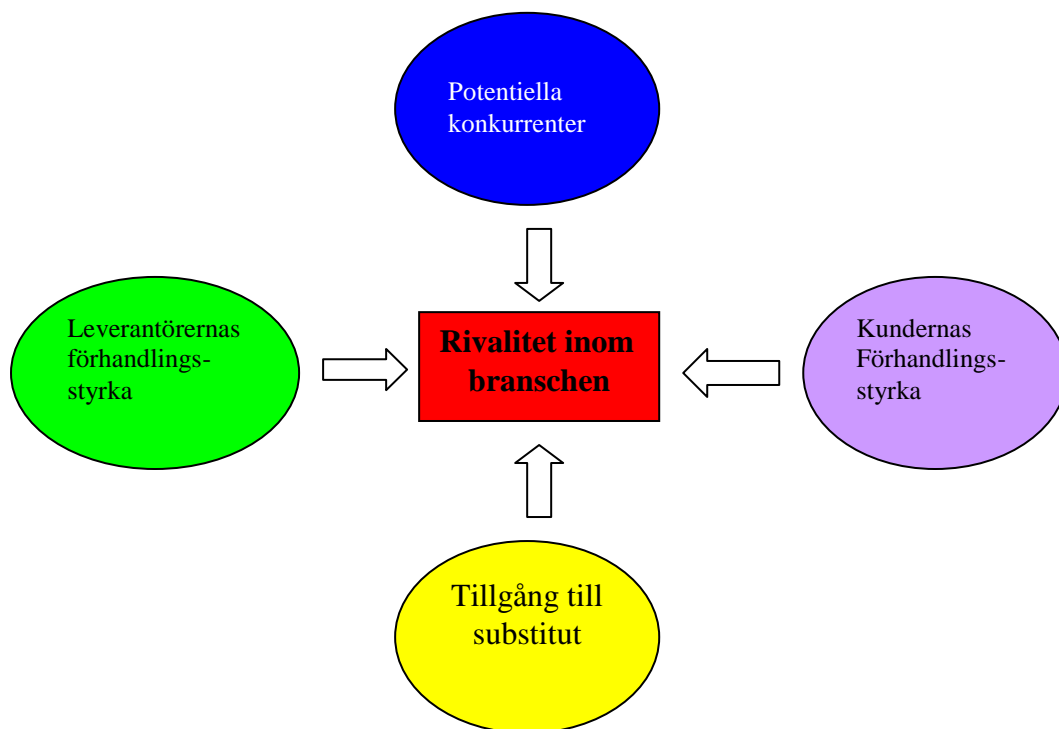 Potentiella
konkurrenter
Leverantörernas
förhandlings-
styrka
Rivalitet inom
branschen
Kundernas
Förhandlings-
styrka
Tillgång till
substitut